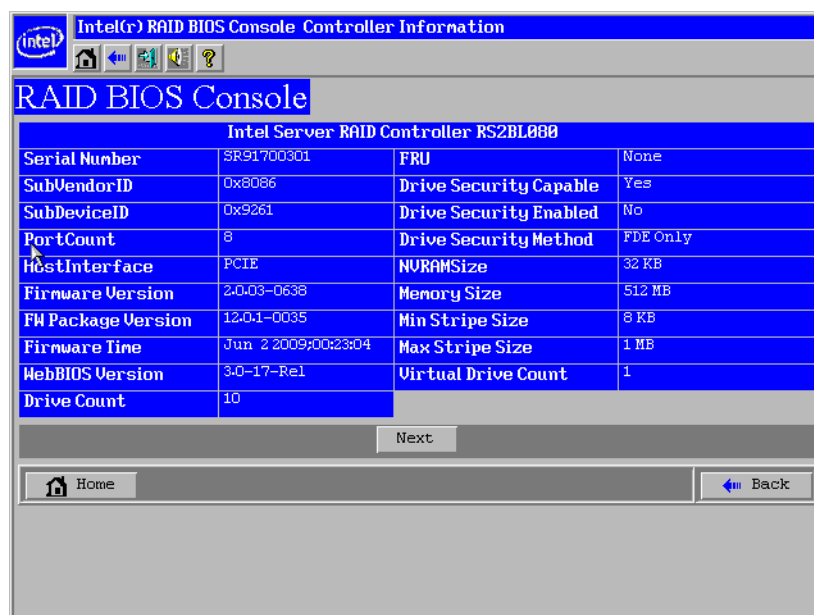 intel
Intel(r) RAID BIOS Console Controller Information
RAID BIOS Console
Intel Server RAID Controller RS2BL080
Serial Number SR91700301 FRU None
SubVendorID 0x8086 Drive Security Capable Yes
SubDeviceID 0x9261 Drive Security Enabled No
PortCount 8 Drive Security Method FDE Only
HostInterface PCIE NVRAMSize 32 KB
Firmware Version 2.0.03-0638 Memory Size 512 MB
FW Package Version 12.0.1-0035 Min Stripe Size 8 KB
Firmware Time Jun 2 2009;00:23:04 Max Stripe Size 1 MB
WebBIOS Version 3.0-17-Rel Virtual Drive Count 1
Drive Count 10
Next
Home Back